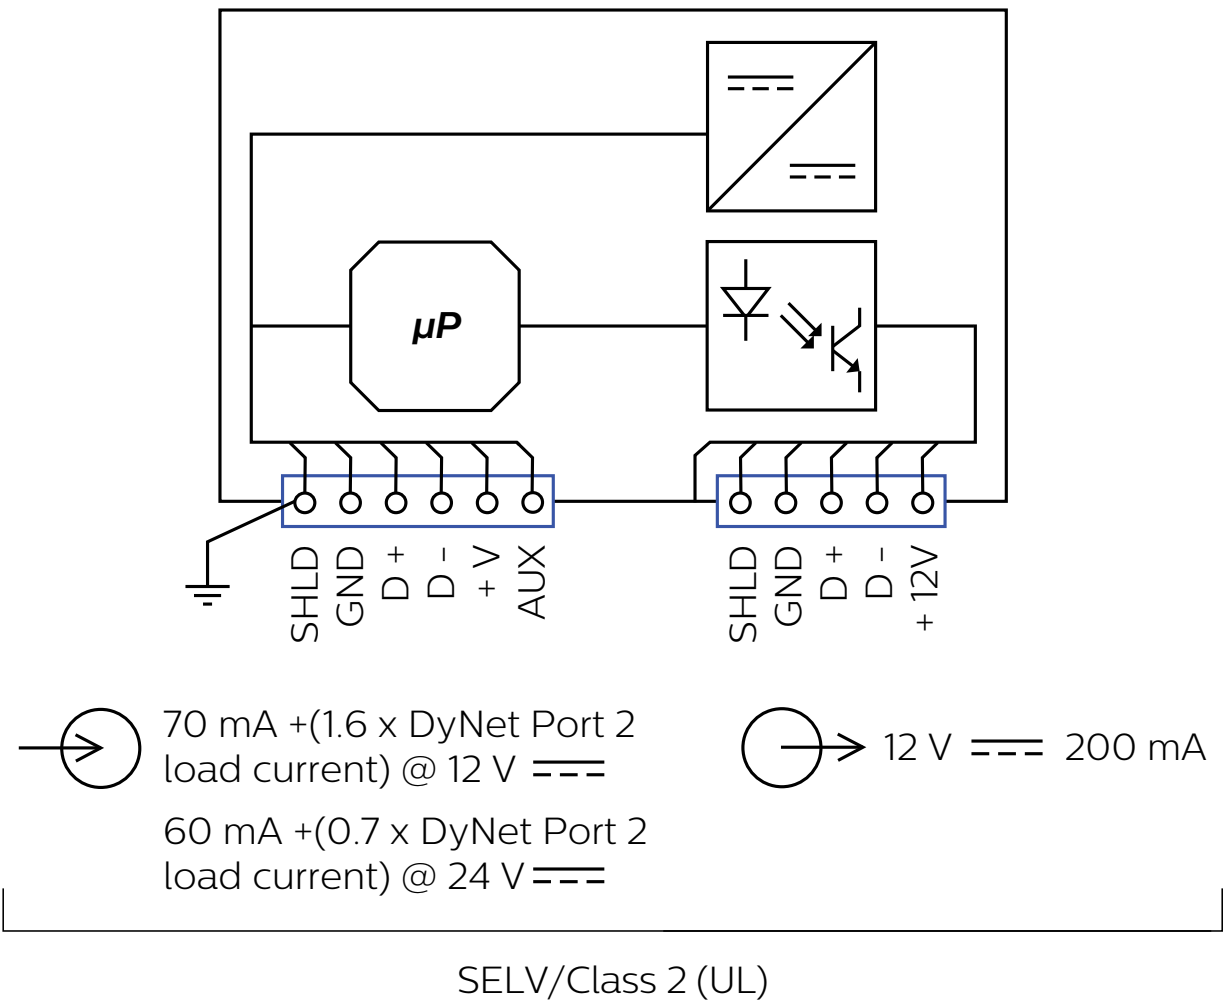 µP
SHLD
GND
D +
D -
+ V
AUX
SHLD
GND
D +
D -
+ 12V
70 mA +(1.6 x DyNet Port 2
load current) @ 12 V
60 mA +(0.7 x DyNet Port 2
load current) @ 24 V
12 V 200 mA
SELV/Class 2 (UL)